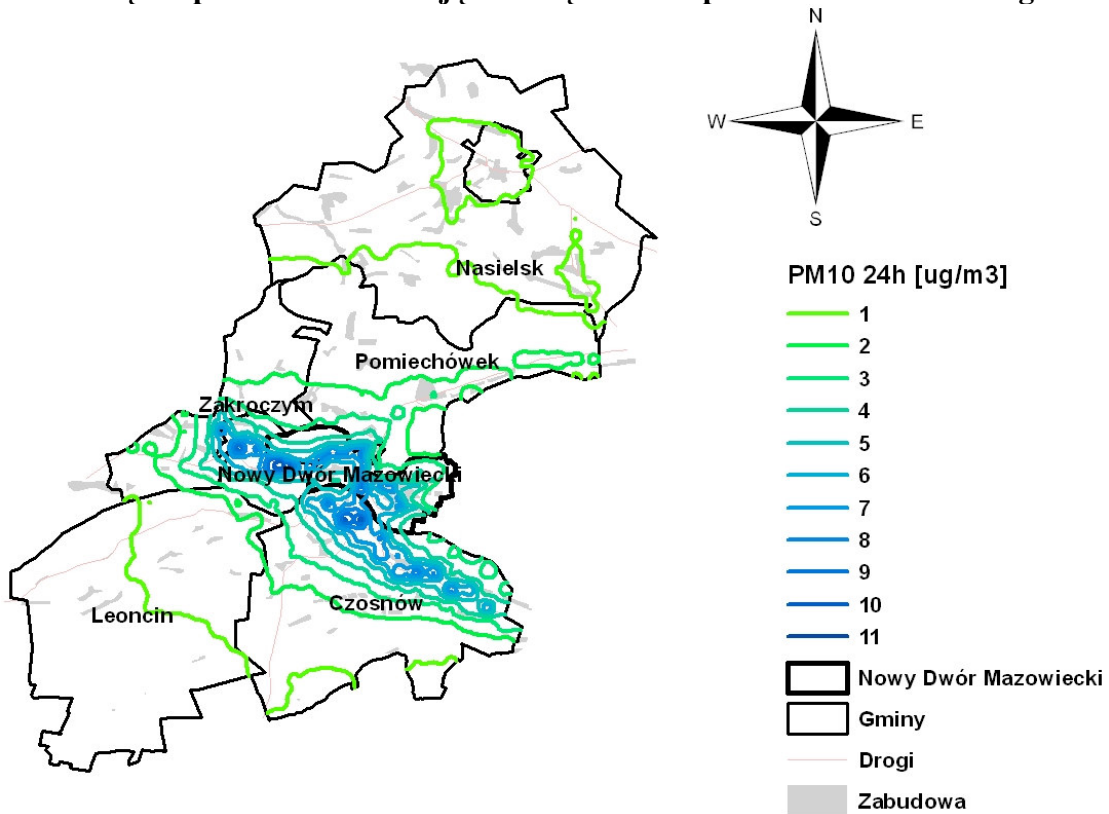 N
W
E
S
PM10 24h [ug/m3]
1
2
3
4
5
6
7
8
9
10
11
Nowy Dwór Mazowiecki
Gminy
Drogi
Zabudowa
Nasielsk
Pomiechówek
Zakroczym
Nowy Dwór Mazowiecki
Czosnów
Leoncin